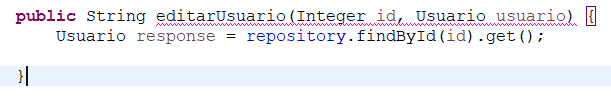 public String editarUsuario(Integer id, Usuario usuario) {
    Usuario response = repository.findById(id).get();
}